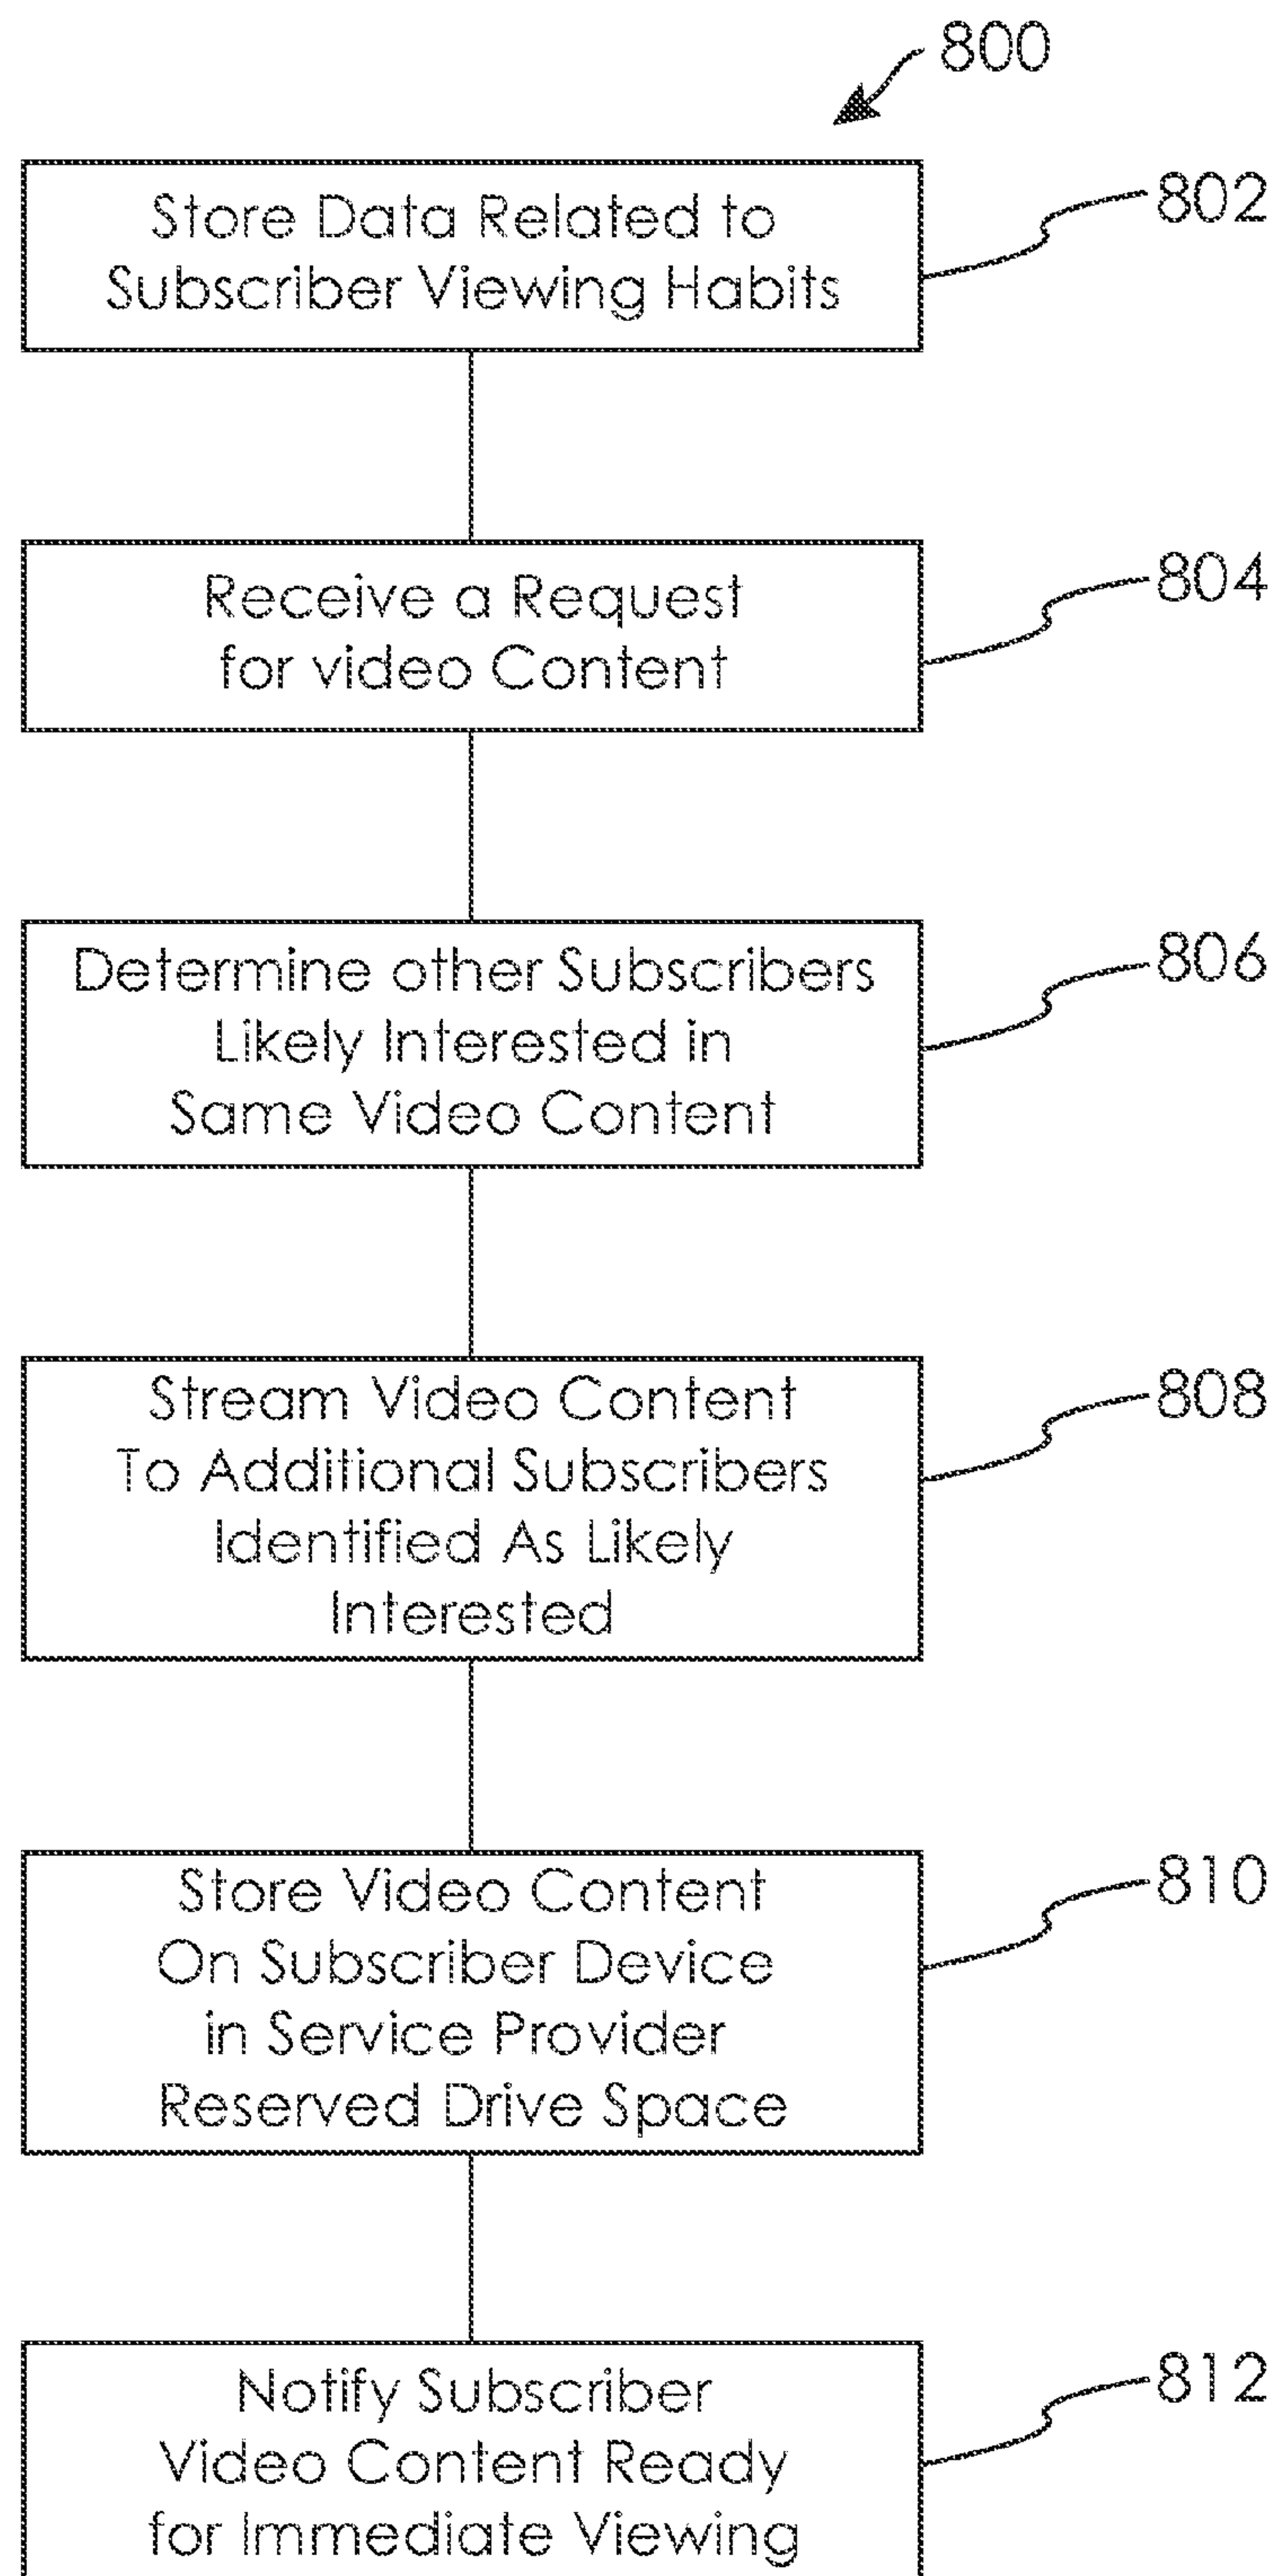 800
Store Data Related to
Subscriber Viewing Habits
802
Receive a Request
for video Content
804
Determine other Subscribers
Likely Interested in
Same Video Content
806
Stream Video Content
To Additional Subscribers
Identified As Likely
Interested
808
Store Video Content
On Subscriber Device
in Service Provider
Reserved Drive Space
810
Notify Subscriber
Video Content Ready
for Immediate Viewing
812